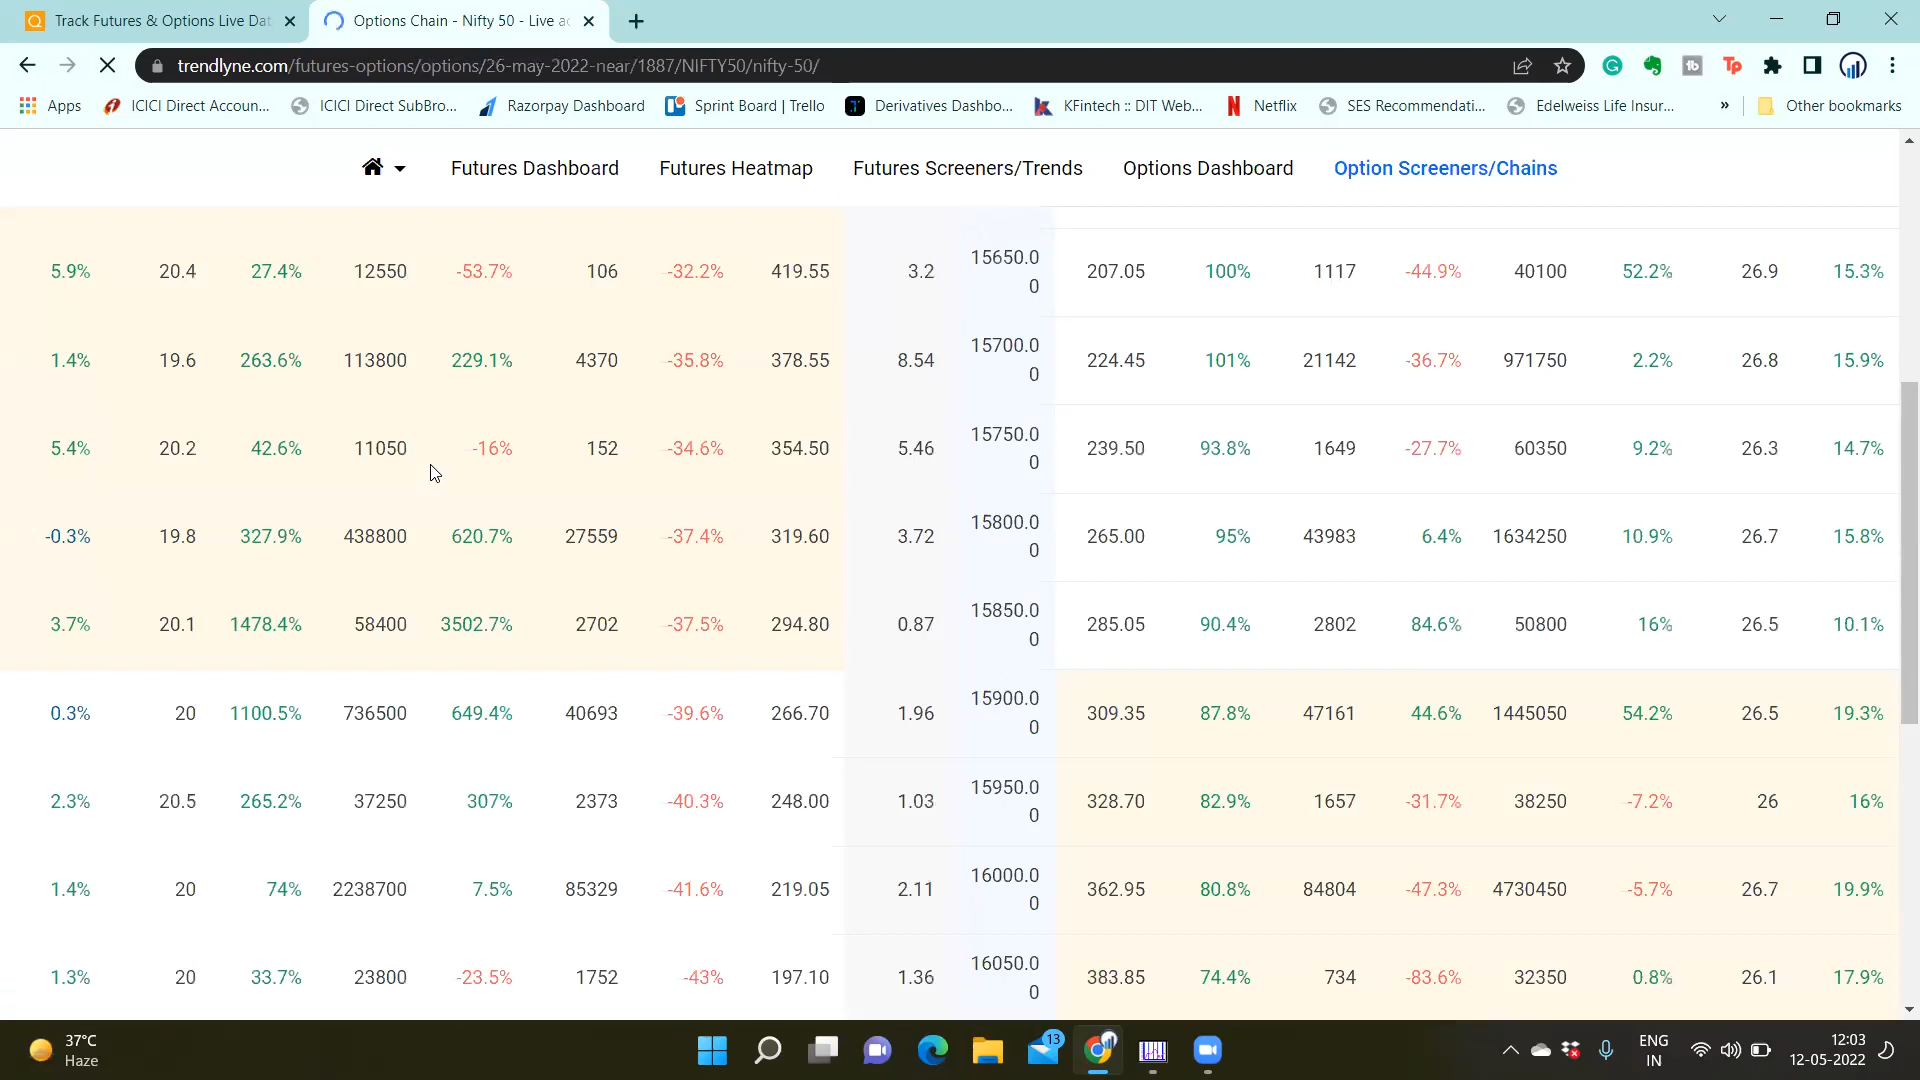 Track Futures & Options Live Dat
Options Chain - Nifty 50 - Live ac
trendlyne.com/futures-options/options/26-may-2022-near/1887/NIFTY50/nifty-50/
Apps ICICI Direct Accoun... ICICI Direct SubBro... Razorpay Dashboard Sprint Board | Trello Derivatives Dashbo... KFintech :: DIT Web... Netflix SES Recommendati... Edelweiss Life Insur... » Other bookmarks
Futures Dashboard Futures Heatmap Futures Screeners/Trends Options Dashboard Option Screeners/Chains
5.9% 20.4 27.4% 12550 -53.7% 106 -32.2% 419.55 3.2 15650.0 207.05 100% 1117 -44.9% 40100 52.2% 26.9 15.3%
0
1.4% 19.6 263.6% 113800 229.1% 4370 -35.8% 378.55 8.54 15700.0 224.45 101% 21142 -36.7% 971750 2.2% 26.8 15.9%
0
5.4% 20.2 42.6% 11050 -16% 152 -34.6% 354.50 5.46 15750.0 239.50 93.8% 1649 -27.7% 60350 9.2% 26.3 14.7%
0
-0.3% 19.8 327.9% 438800 620.7% 27559 -37.4% 319.60 3.72 15800.0 265.00 95% 43983 6.4% 1634250 10.9% 26.7 15.8%
0
3.7% 20.1 1478.4% 58400 3502.7% 2702 -37.5% 294.80 0.87 15850.0 285.05 90.4% 2802 84.6% 50800 16% 26.5 10.1%
0
0.3% 20 1100.5% 736500 649.4% 40693 -39.6% 266.70 1.96 15900.0 309.35 87.8% 47161 44.6% 1445050 54.2% 26.5 19.3%
0
2.3% 20.5 265.2% 37250 307% 2373 -40.3% 248.00 1.03 15950.0 328.70 82.9% 1657 -31.7% 38250 -7.2% 26 16%
0
1.4% 20 74% 2238700 7.5% 85329 -41.6% 219.05 2.11 16000.0 362.95 80.8% 84804 -47.3% 4730450 -5.7% 26.7 19.9%
0
1.3% 20 33.7% 23800 -23.5% 1752 -43% 197.10 1.36 16050.0 383.85 74.4% 734 -83.6% 32350 0.8% 26.1 17.9%
0
37°C
Haze
13
ENG
IN
12:03
12-05-2022